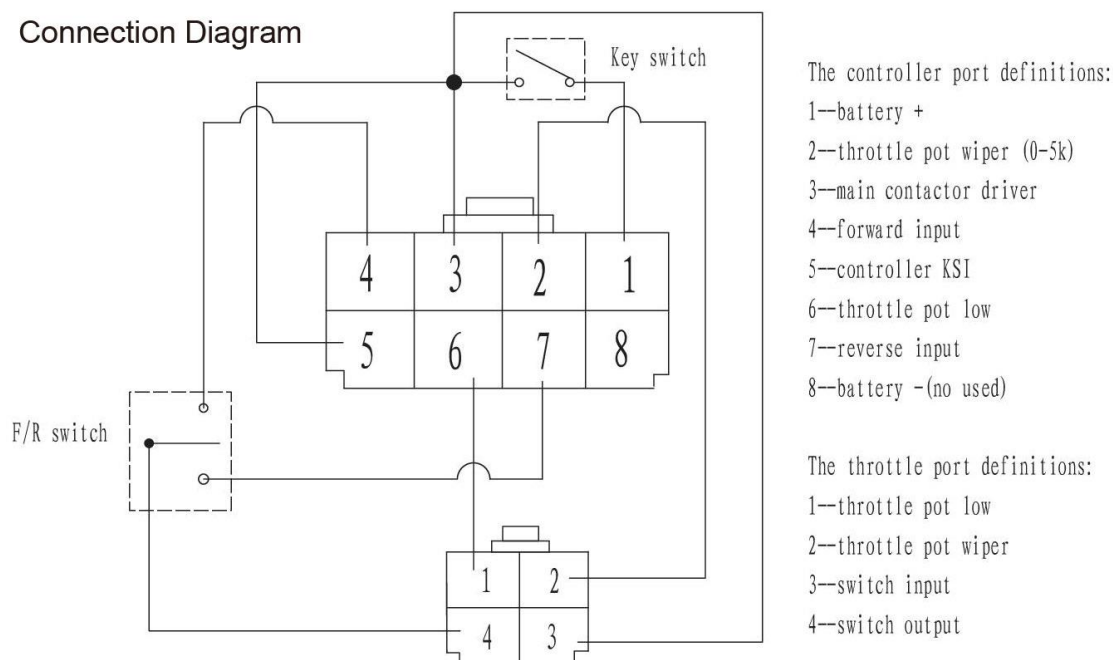 Connection Diagram
Key switch
4 3 2 1
5 6 7 8
F/R switch
1 2
4 3
The controller port definitions:
1--battery +
2--throttle pot wiper (0-5k)
3--main contactor driver
4--forward input
5--controller KSI
6--throttle pot low
7--reverse input
8--battery -(no used)
The throttle port definitions:
1--throttle pot low
2--throttle pot wiper
3--switch input
4--switch output